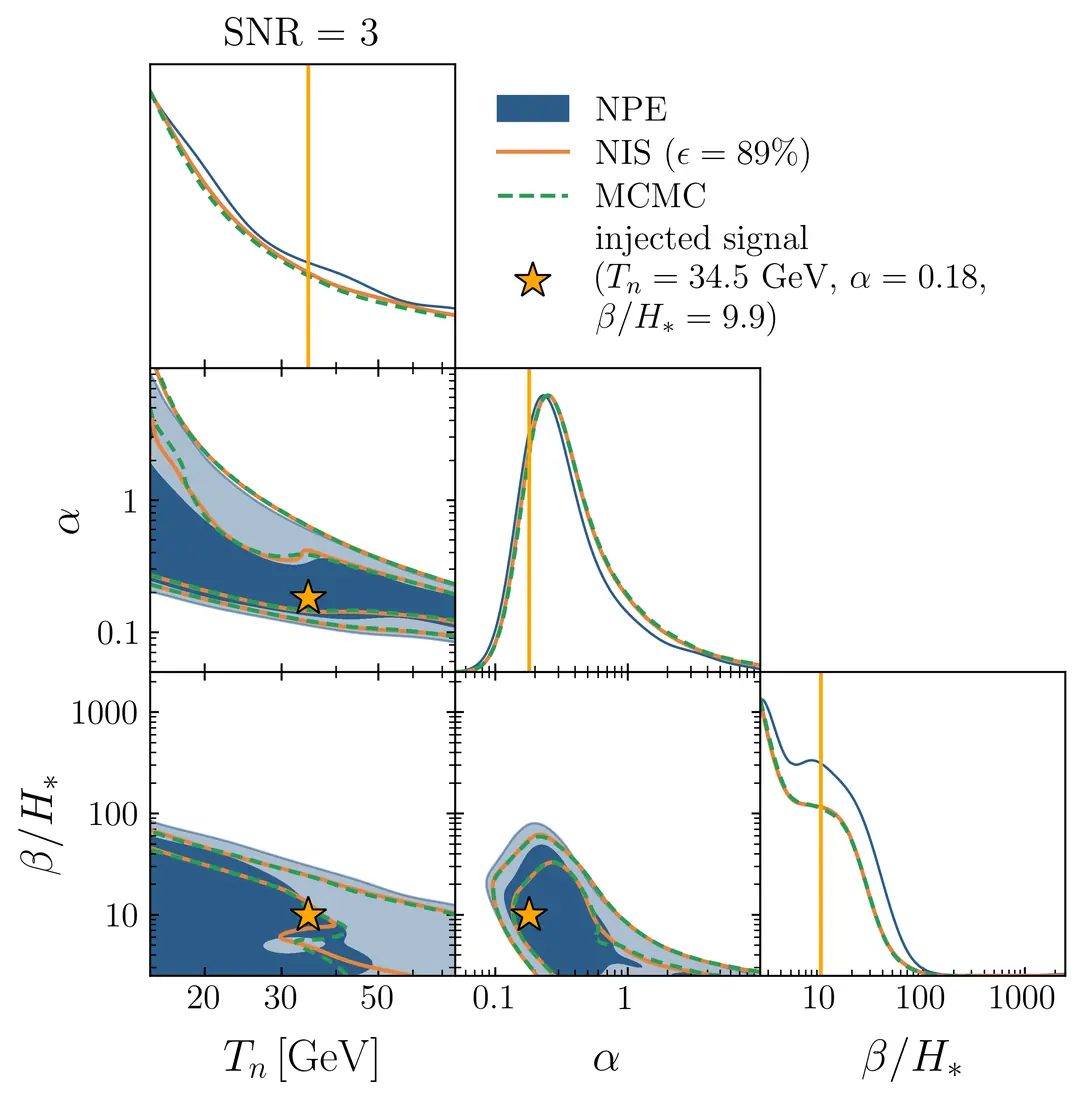 SNR = 3
NPE
NIS (ϵ = 89%)
MCMC
injected signal
(Tₙ = 34.5 GeV, α = 0.18,
β/H∗ = 9.9)
α
1
0.1
β/H∗
1000
100
10
20 30 50
0.1 1
10 100 1000
Tₙ [GeV]
α
β/H∗